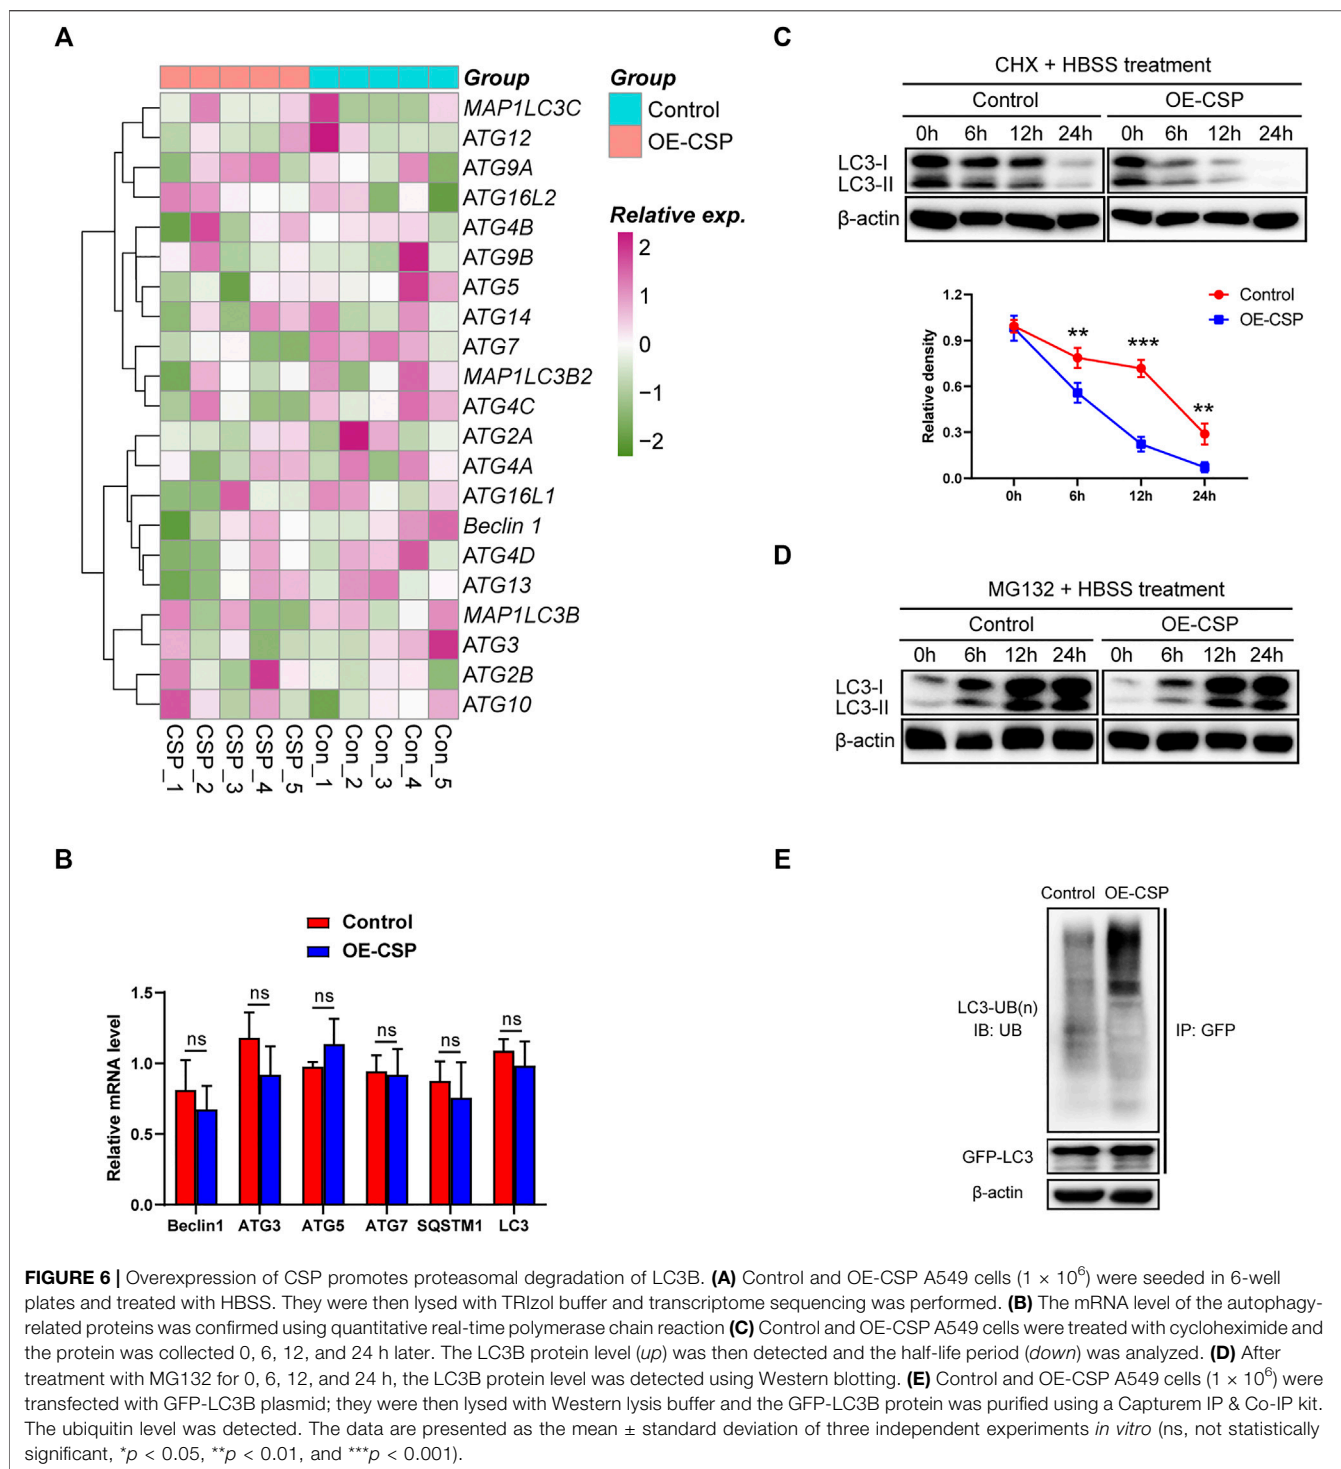 A
Group
MAP1LC3C
ATG12
ATG9A
ATG16L2
ATG4B
ATG9B
ATG5
ATG14
ATG7
MAP1LC3B2
ATG4C
ATG2A
ATG4A
ATG16L1
Beclin 1
ATG4D
ATG13
MAP1LC3B
ATG3
ATG2B
ATG10
CSP_1
CSP_2
CSP_3
CSP_4
CSP_5
Con_1
Con_2
Con_3
Con_4
Con_5
Group
Control
OE-CSP
Relative exp.
2
1
0
−1
−2
B
Control
OE-CSP
Relative mRNA level
1.5
1.0
0.5
0.0
ns ns ns ns ns ns
Beclin1 ATG3 ATG5 ATG7 SQSTM1 LC3
C
CHX + HBSS treatment
Control OE-CSP
0h 6h 12h 24h 0h 6h 12h 24h
LC3-I
LC3-II
β-actin
Control
OE-CSP
Relative density
1.2
0.9
0.6
0.3
0.0
** *** **
0h 6h 12h 24h
D
MG132 + HBSS treatment
Control OE-CSP
0h 6h 12h 24h 0h 6h 12h 24h
LC3-I
LC3-II
β-actin
E
Control OE-CSP
LC3-UB(n)
IB: UB
IP: GFP
GFP-LC3
β-actin
FIGURE 6 | Overexpression of CSP promotes proteasomal degradation of LC3B. (A) Control and OE-CSP A549 cells (1 × 10⁶) were seeded in 6-well
plates and treated with HBSS. They were then lysed with TRIzol buffer and transcriptome sequencing was performed. (B) The mRNA level of the autophagy-
related proteins was confirmed using quantitative real-time polymerase chain reaction (C) Control and OE-CSP A549 cells were treated with cycloheximide and
the protein was collected 0, 6, 12, and 24 h later. The LC3B protein level (up) was then detected and the half-life period (down) was analyzed. (D) After
treatment with MG132 for 0, 6, 12, and 24 h, the LC3B protein level was detected using Western blotting. (E) Control and OE-CSP A549 cells (1 × 10⁶) were
transfected with GFP-LC3B plasmid; they were then lysed with Western lysis buffer and the GFP-LC3B protein was purified using a Capturem IP & Co-IP kit.
The ubiquitin level was detected. The data are presented as the mean ± standard deviation of three independent experiments in vitro (ns, not statistically
significant, *p < 0.05, **p < 0.01, and ***p < 0.001).